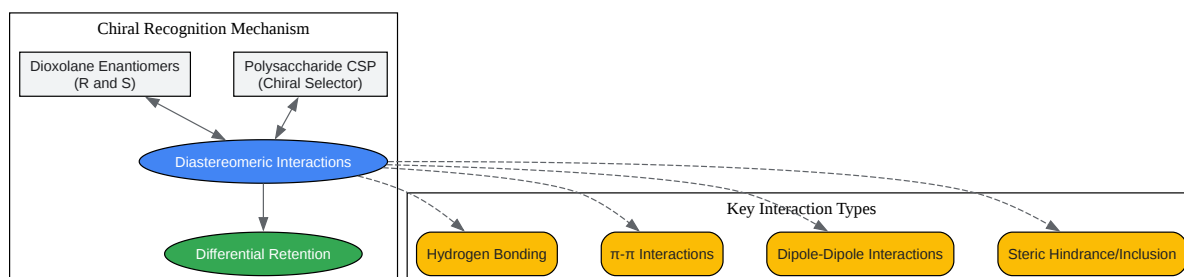 Chiral Recognition Mechanism
Dioxolane Enantiomers
(R and S)
Polysaccharide CSP
(Chiral Selector)
Diastereomeric Interactions
Differential Retention
Key Interaction Types
Hydrogen Bonding
π-π Interactions
Dipole-Dipole Interactions
Steric Hindrance/Inclusion